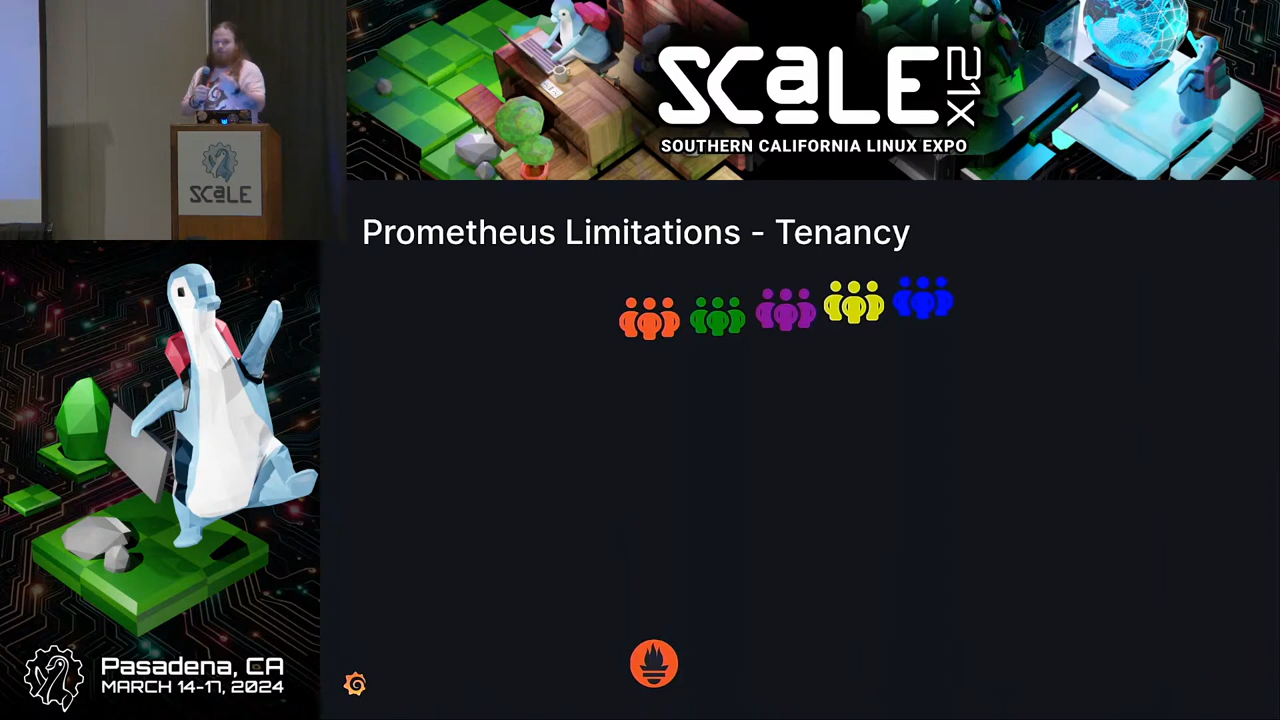 SCaLE
21X
SOUTHERN CALIFORNIA LINUX EXPO
SCaLE
Prometheus Limitations - Tenancy
Pasadena, CA
MARCH 14-17, 2024